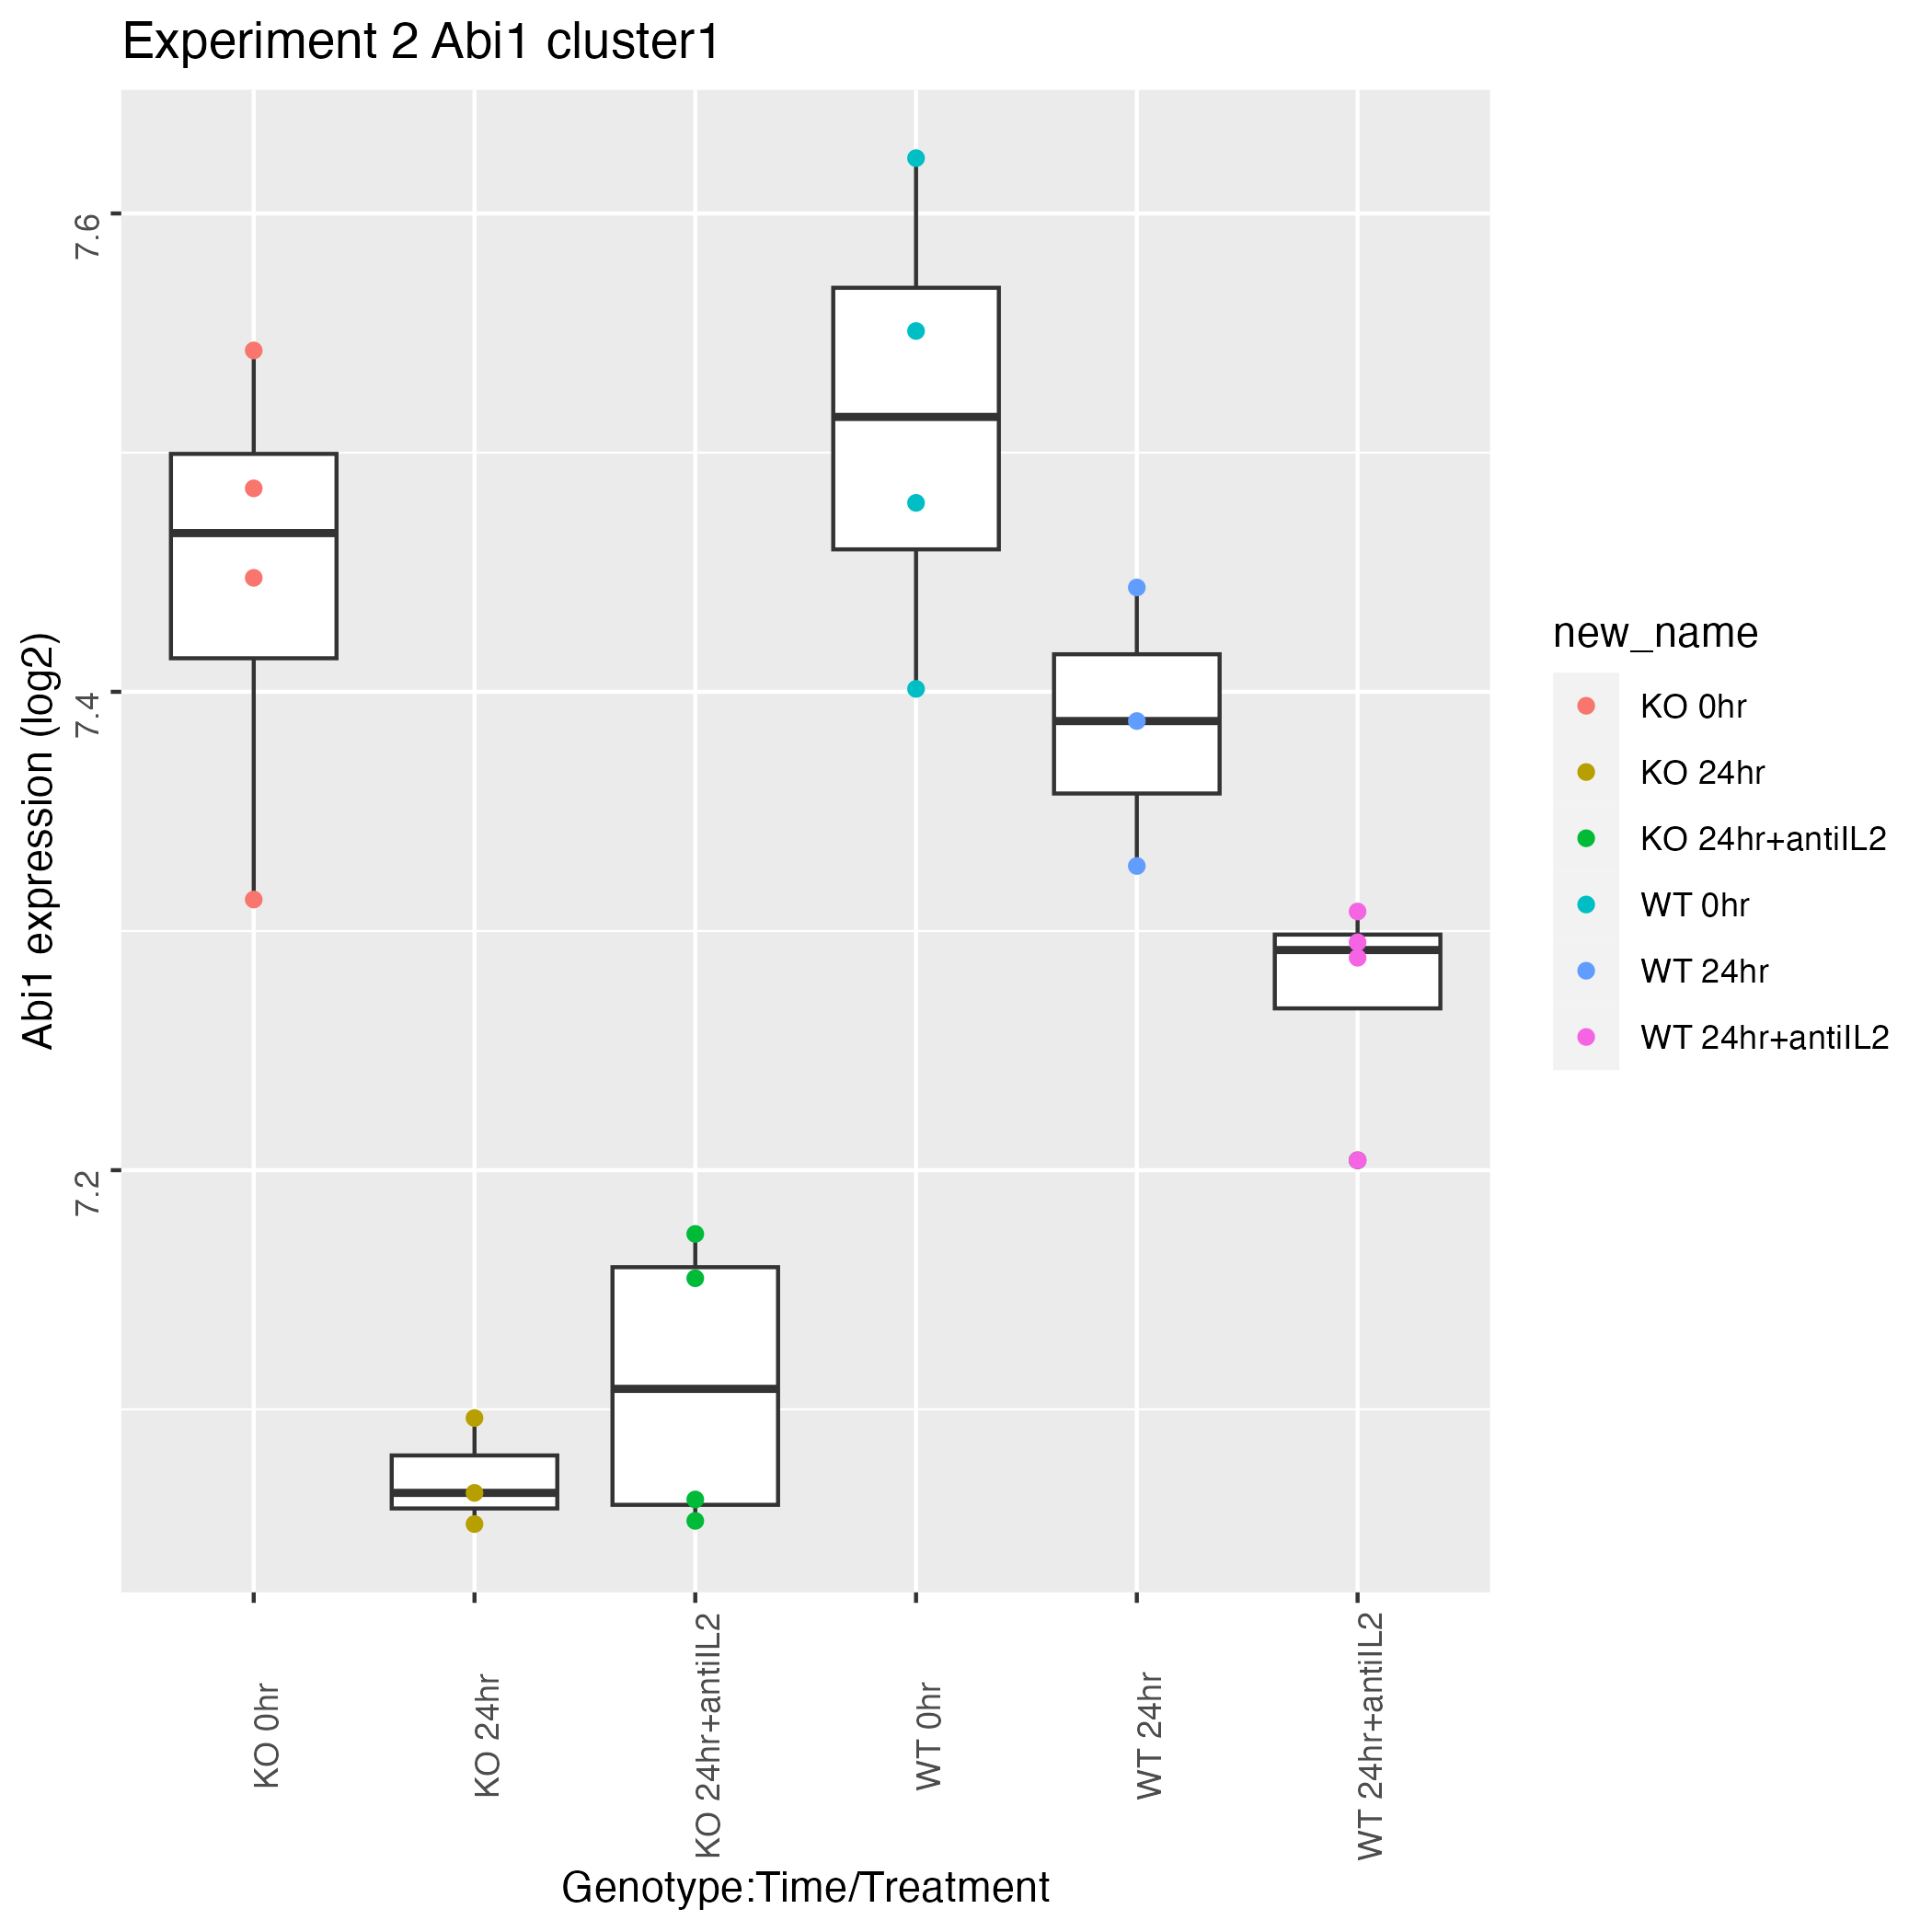 Experiment 2 Abi1 cluster1
Abi1 expression (log2)
7.6
7.4
7.2
KO 0hr
KO 24hr
KO 24hr+antiIL2
WT 0hr
WT 24hr
WT 24hr+antiIL2
Genotype:Time/Treatment
new_name
KO 0hr
KO 24hr
KO 24hr+antiIL2
WT 0hr
WT 24hr
WT 24hr+antiIL2